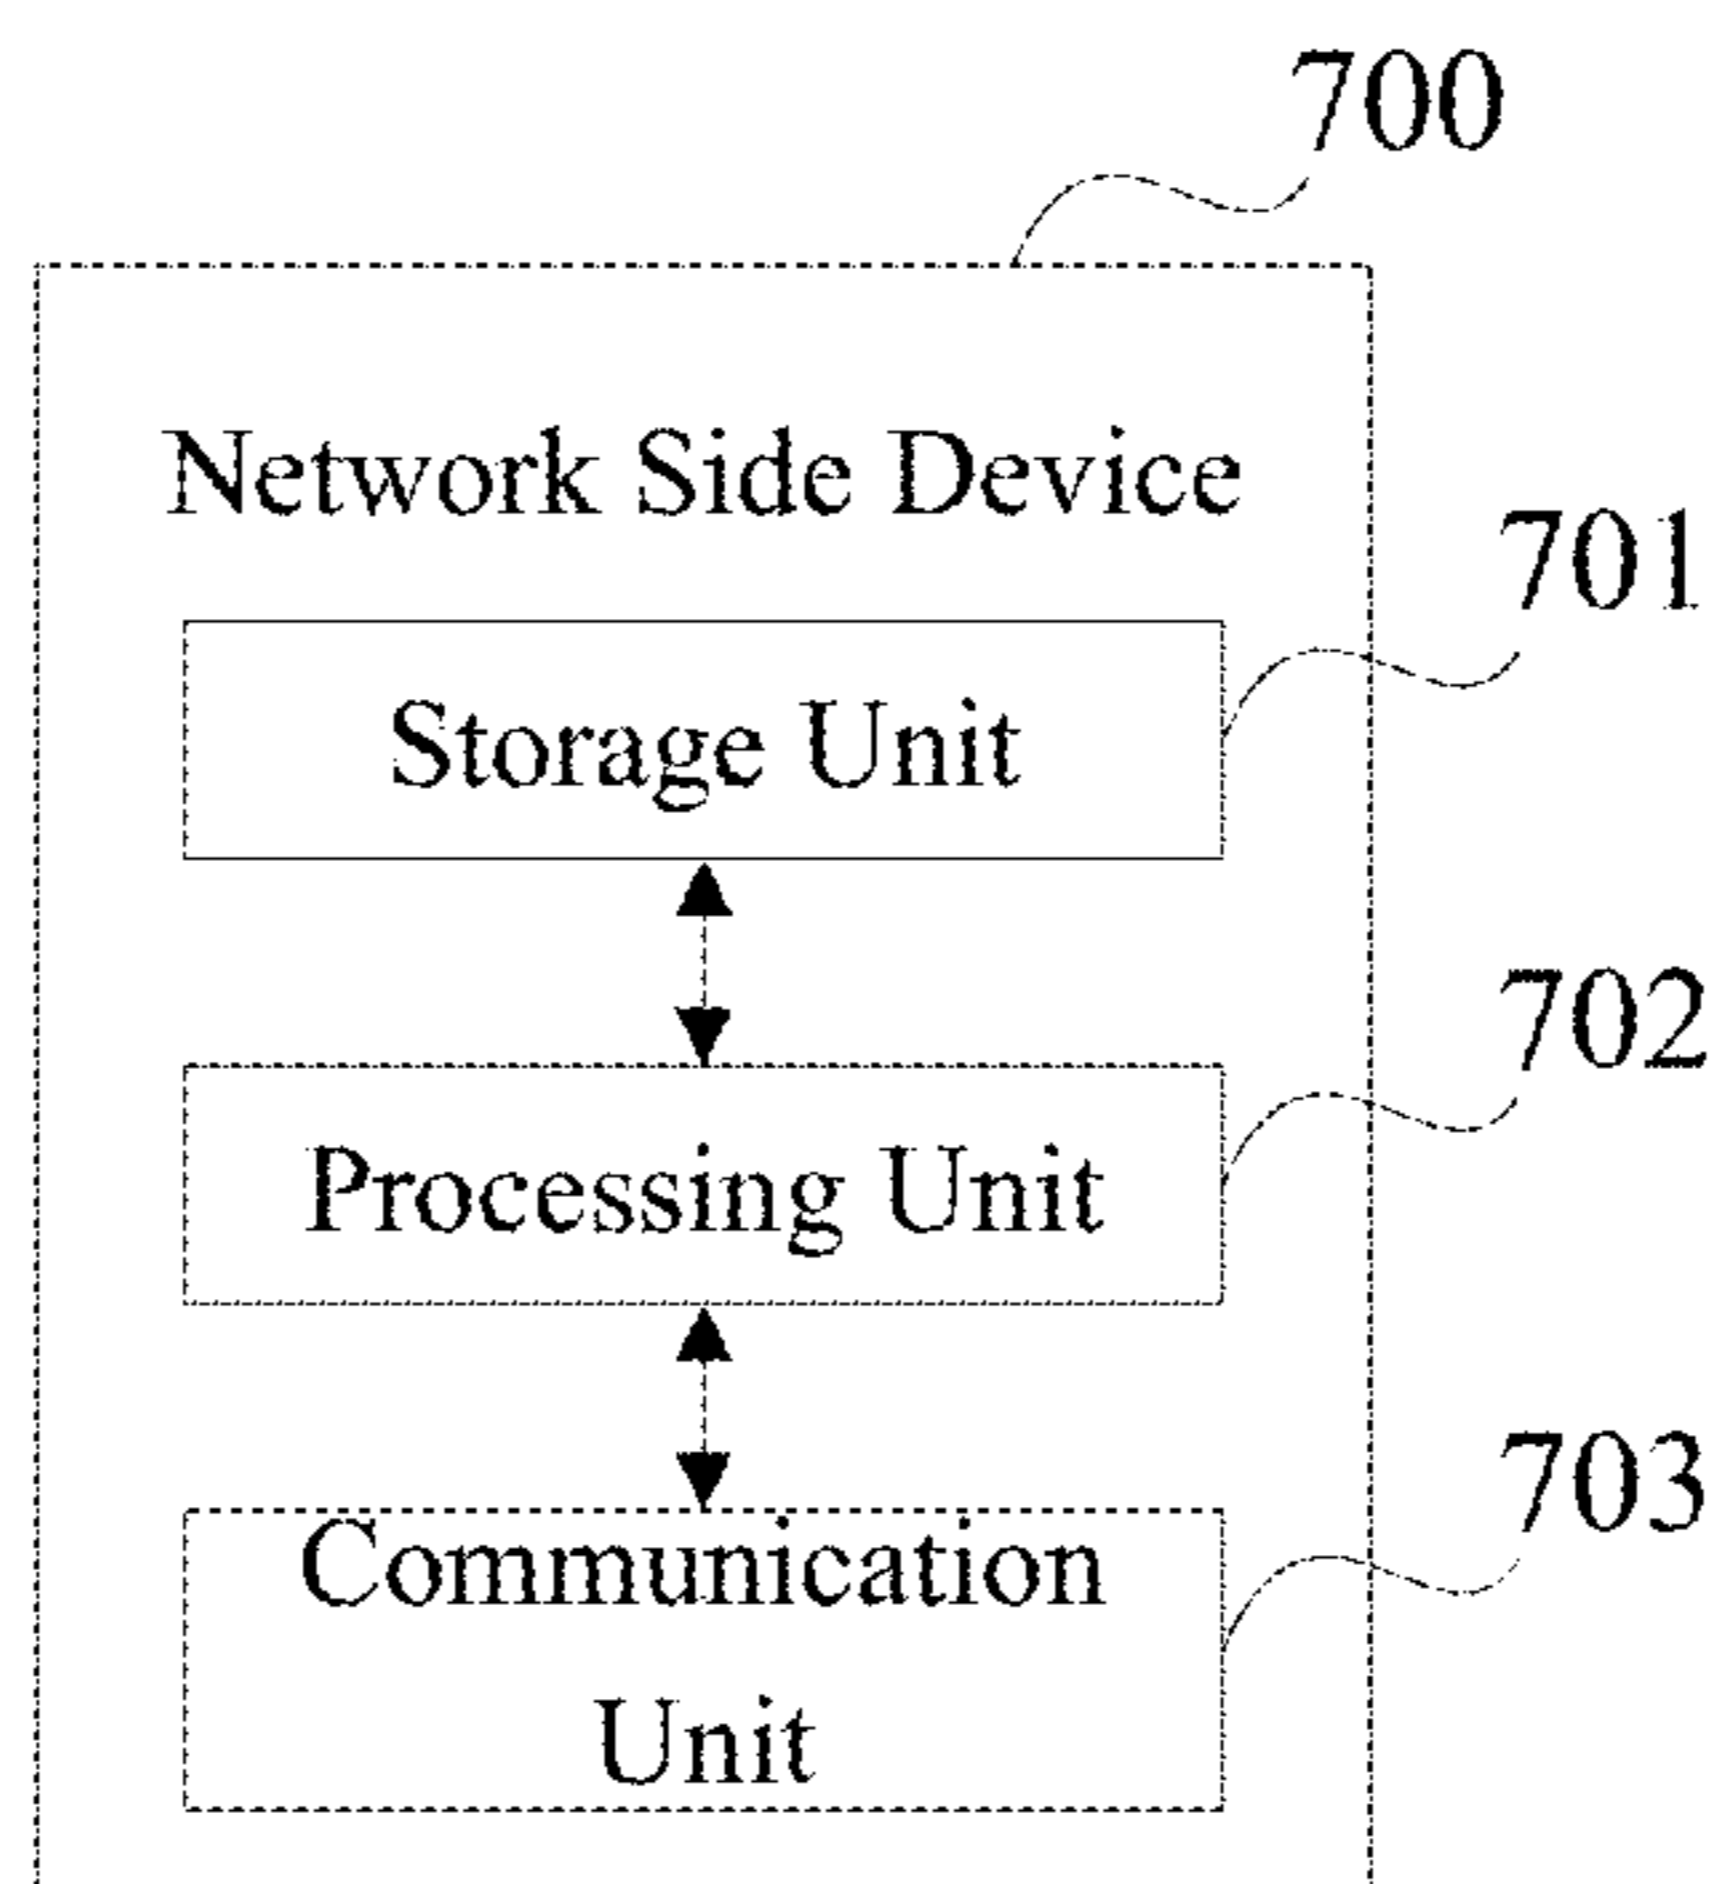 700
Network Side Device
701
Storage Unit
702
Processing Unit
703
Communication
Unit